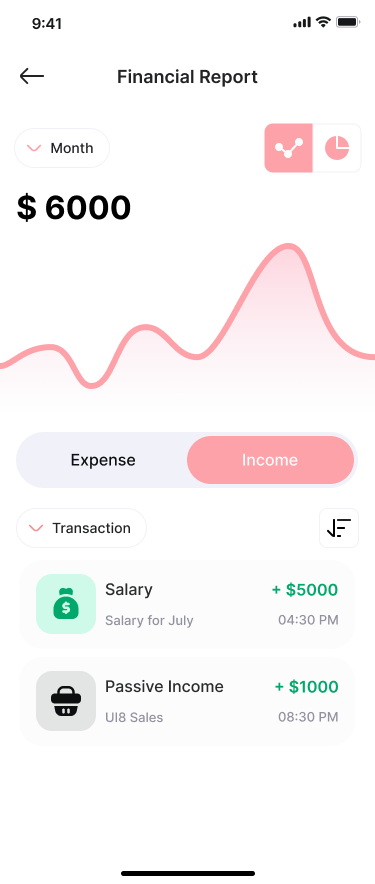 9:41
Financial Report
Month
$ 6000
Expense
Income
Transaction
Salary
+ $5000
Salary for July
04:30 PM
$
Passive Income
+ $1000
UI8 Sales
08:30 PM